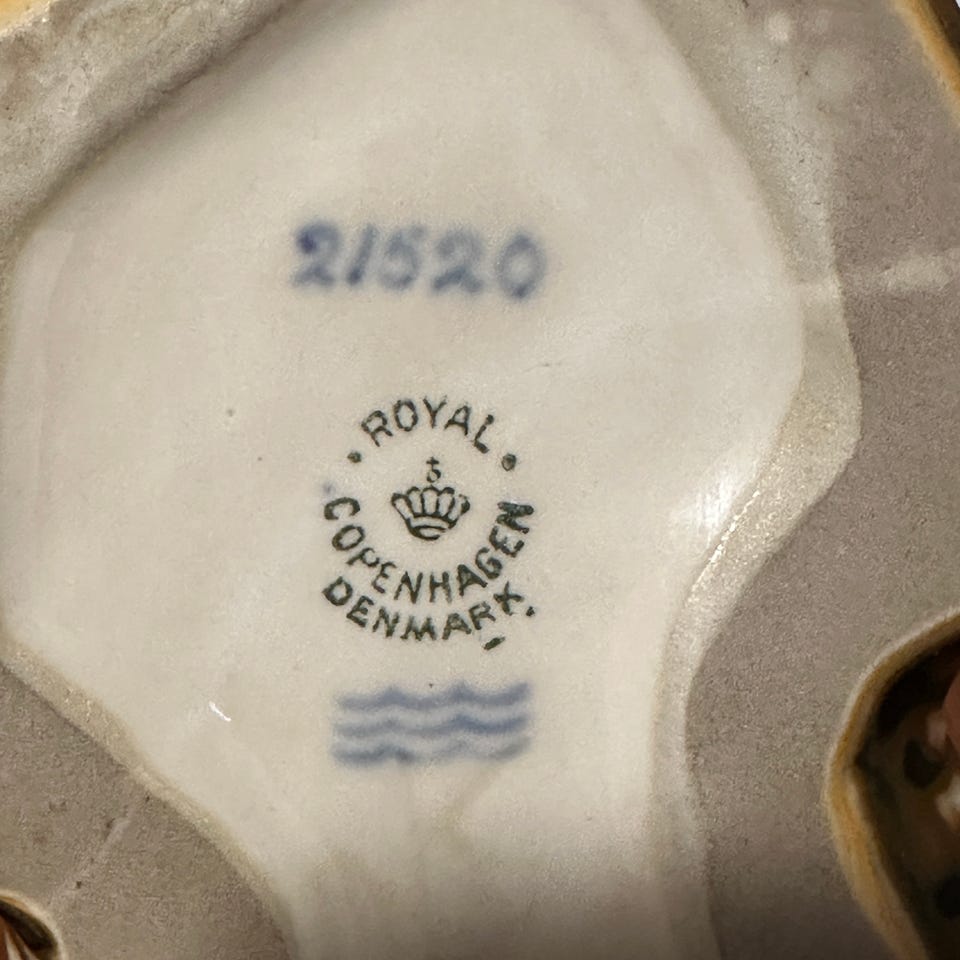 21520
ROYAL
COPENHAGEN
DENMARK